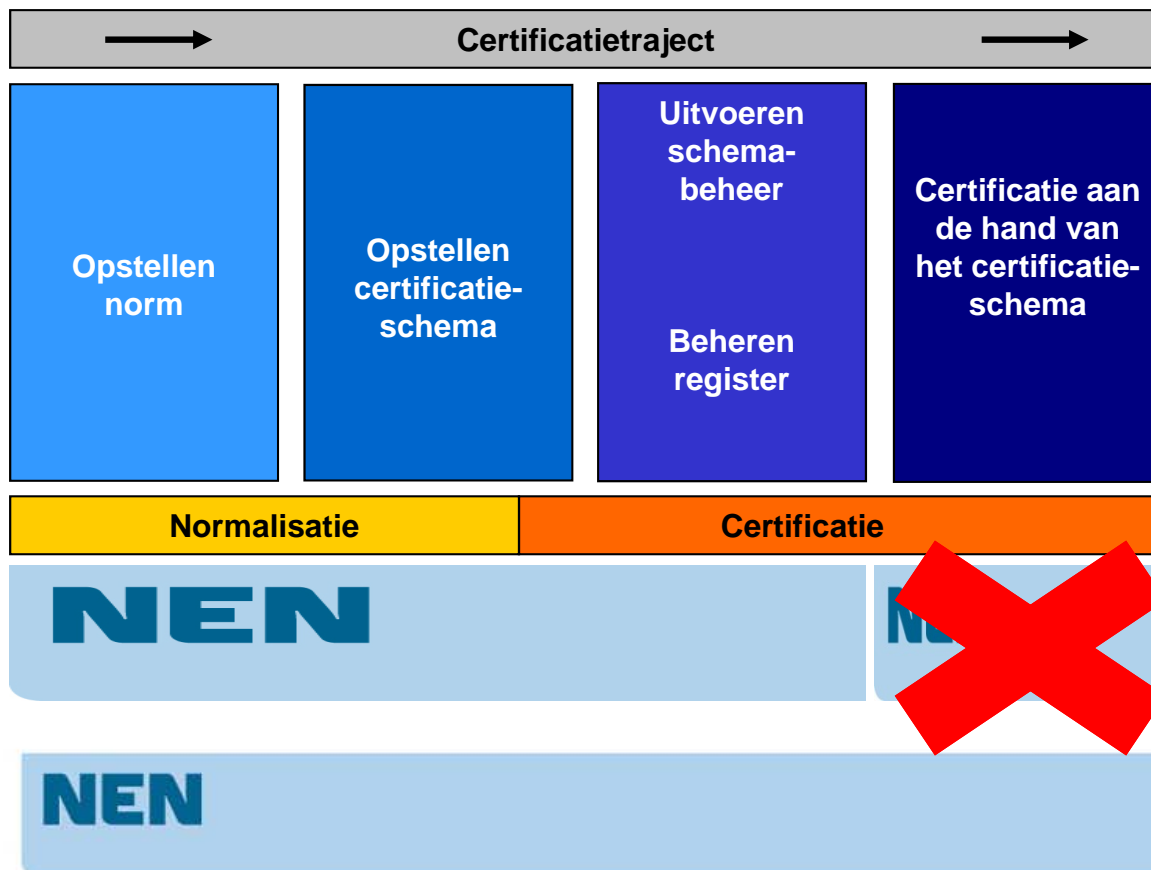 Certificatietraject
Opstellen
norm
Opstellen
certificatie-
schema
Uitvoeren
schema-
beheer
Beheren
register
Certificatie aan
de hand van
het certificatie-
schema
Normalisatie
Certificatie
NEN
NEN